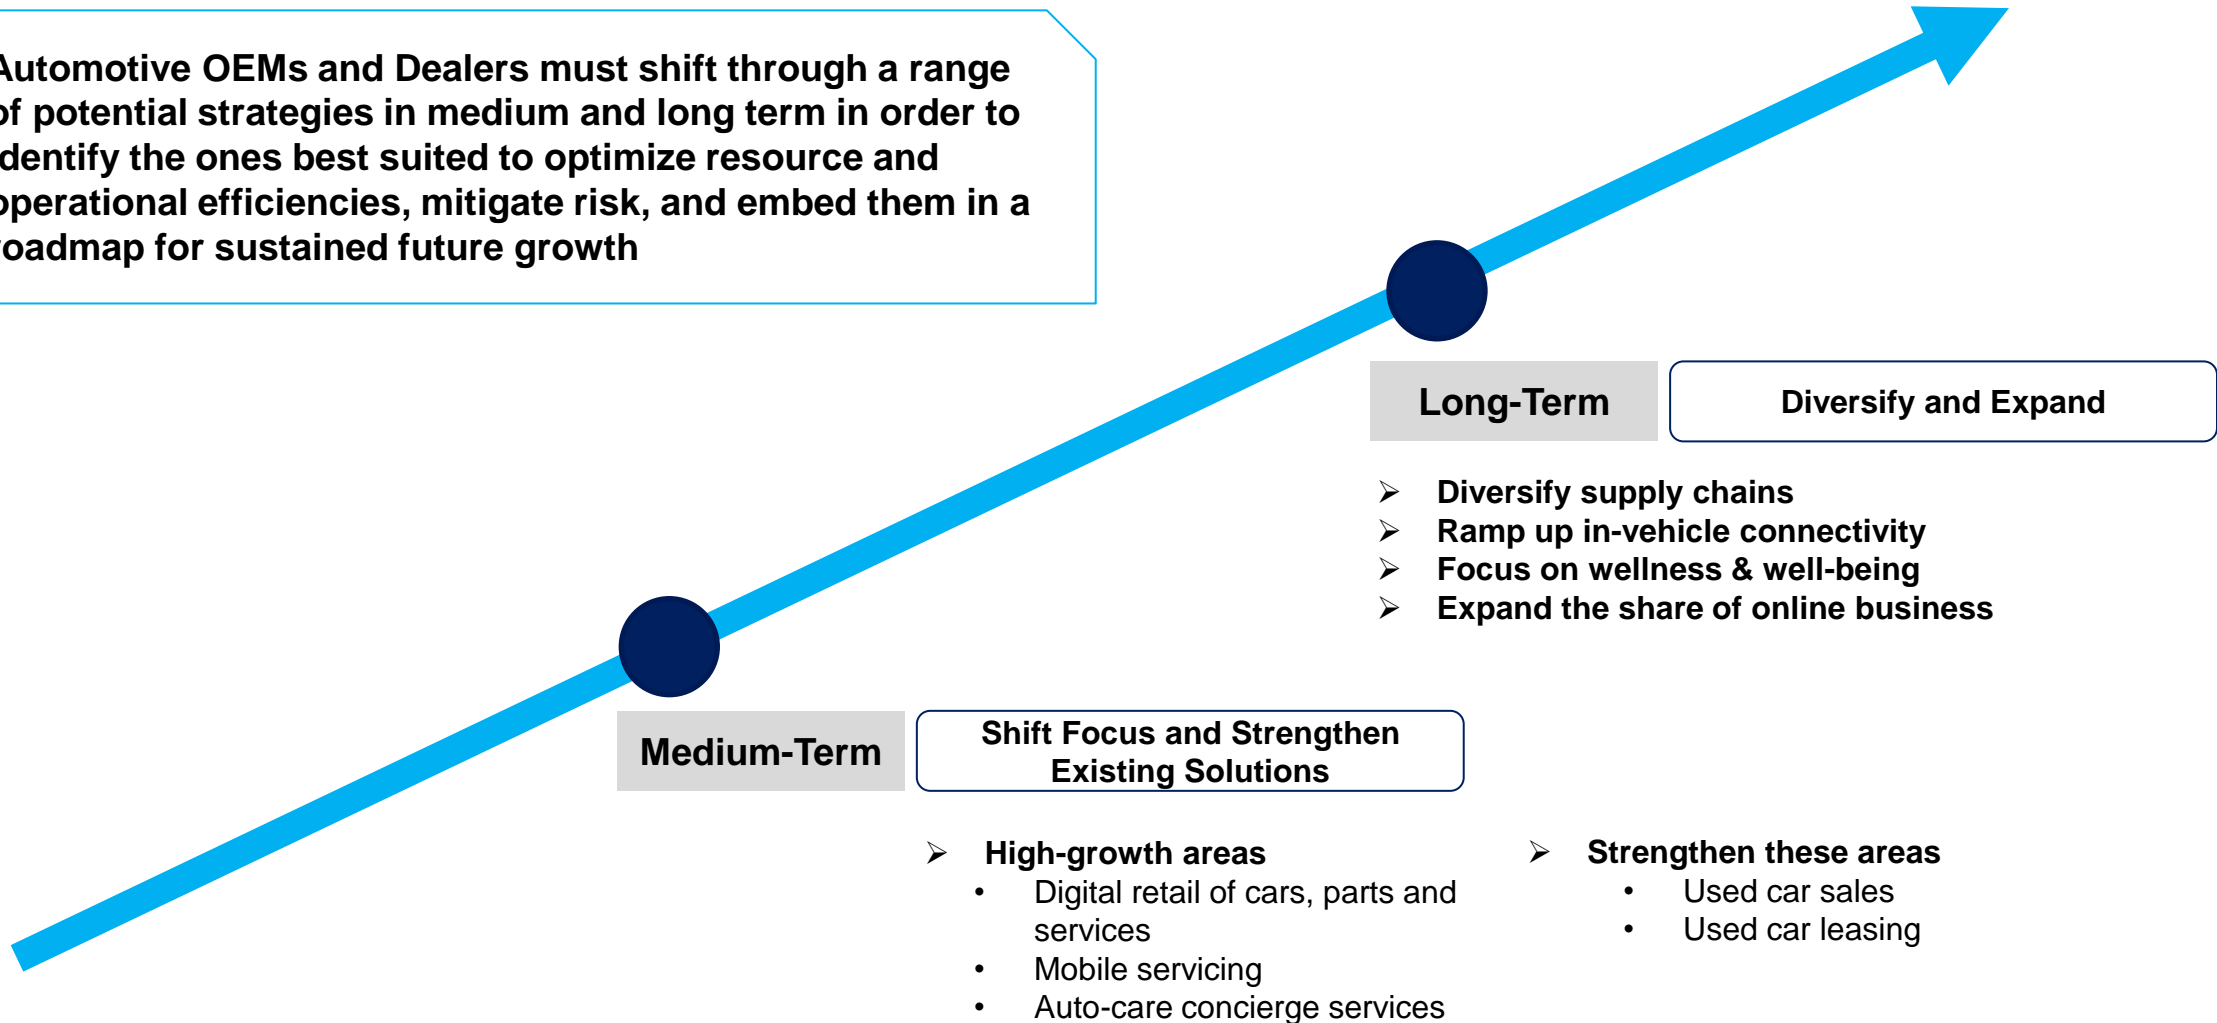 Automotive OEMs and Dealers must shift through a range
of potential strategies in medium and long term in order to
dentify the ones best suited to optimize resource and
operational efficiencies, mitigate risk, and embed them in a
roadmap for sustained future growth
Long-Term
Diversify and Expand
➢ Diversify supply chains
➢ Ramp up in-vehicle connectivity
➢ Focus on wellness & well-being
➢ Expand the share of online business
Medium-Term
Shift Focus and Strengthen
Existing Solutions
➢ High-growth areas
• Digital retail of cars, parts and
services
• Mobile servicing
• Auto-care concierge services
➢ Strengthen these areas
• Used car sales
• Used car leasing